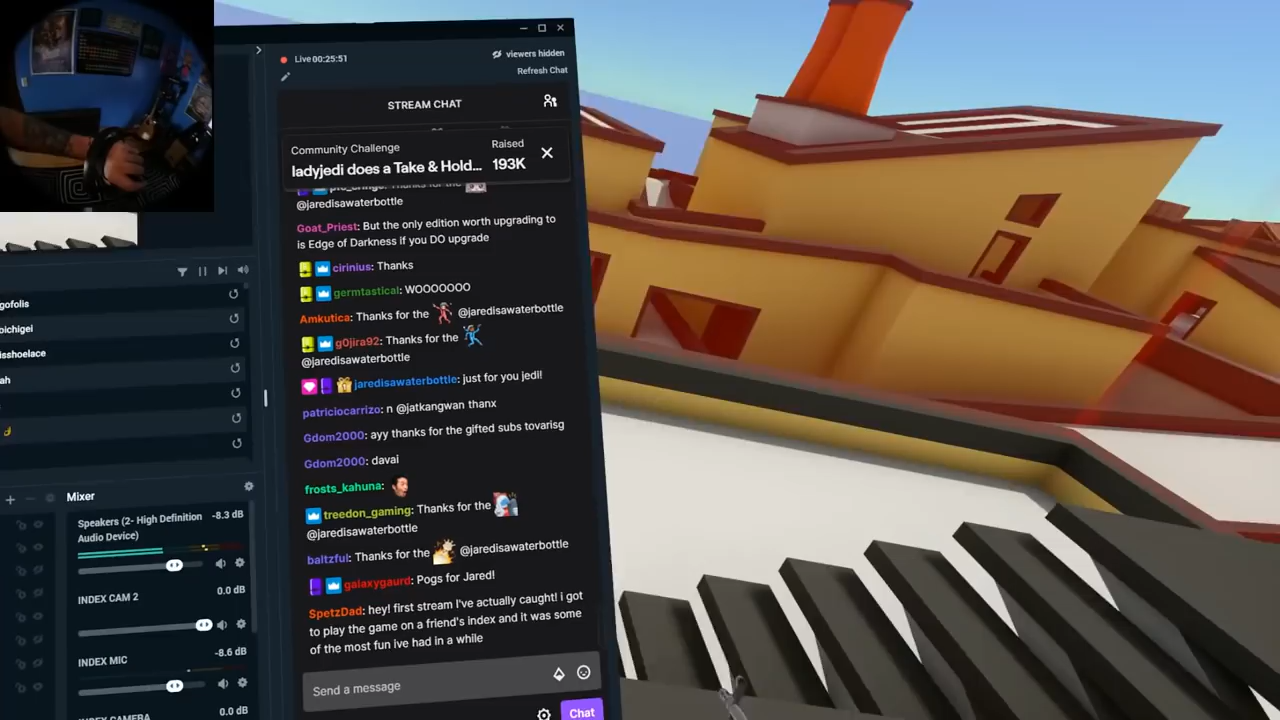 Live 00:25:51
viewers hidden
Refresh Chat
STREAM CHAT
Community Challenge
Raised
ladyjedi does a Take & Hold...
193K
@jaredisawaterbottle
Goat_Priest: But the only edition worth upgrading to
is Edge of Darkness if you DO upgrade
cirinius: Thanks
germtastical: WOOOOOOO
Amkutica: Thanks for the @jaredisawaterbottle
g0jira92: Thanks for the
@jaredisawaterbottle
jaredisawaterbottle: just for you jedi!
patriciocarrizo: n @jatkangwan thanx
Gdom2000: ayy thanks for the gifted subs tovarisg
Gdom2000: davai
frosts_kahuna:
treedon_gaming: Thanks for the
@jaredisawaterbottle
baltzful: Thanks for the @jaredisawaterbottle
galaxygaurd: Pogs for Jared!
SpetzDad: hey! first stream I've actually caught! i got
to play the game on a friend's index and it was some
of the most fun ive had in a while
Send a message
Chat
gofolis
oichigei
isshoelace
ah
Mixer
Speakers (2- High Definition
Audio Device)
-8.3 dB
INDEX CAM 2
0.0 dB
INDEX MIC
-8.6 dB
INDEX CAMERA
0.0 dB